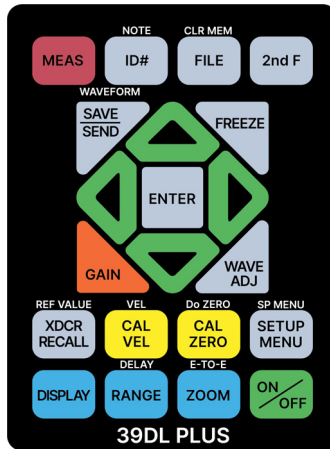 NOTE CLR MEM
MEAS ID# FILE 2nd F
WAVEFORM
SAVE
SEND
FREEZE
ENTER
GAIN
WAVE
ADJ
REF VALUE VEL Do ZERO SP MENU
XDCR
RECALL
CAL
VEL
CAL
ZERO
SETUP
MENU
DELAY E-TO-E
DISPLAY RANGE ZOOM ON/OFF
39DL PLUS